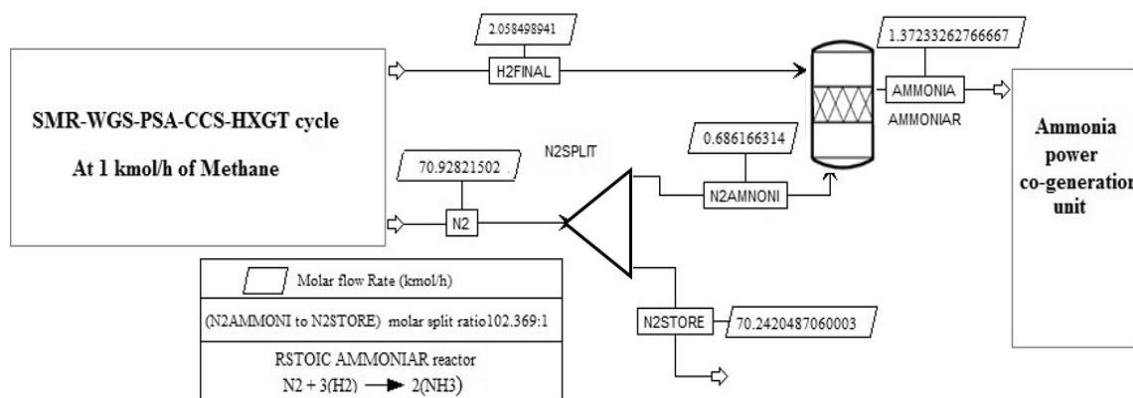 2.058498941
H2FINAL
1.37233262766667
AMMONIA
AMMONIAR
SMR-WGS-PSA-CCS-HXGT cycle
At 1 kmol/h of Methane
70.92821502
N2
N2SPLIT
0.686166314
N2AMNONI
Ammonia
power
co-generation
unit
Molar flow Rate (kmol/h)
(N2AMMONI to N2STORE) molar split ratio102.369:1
RSTOIC AMMONIAR reactor
N2 + 3(H2) → 2(NH3)
N2STORE
70.2420487060003